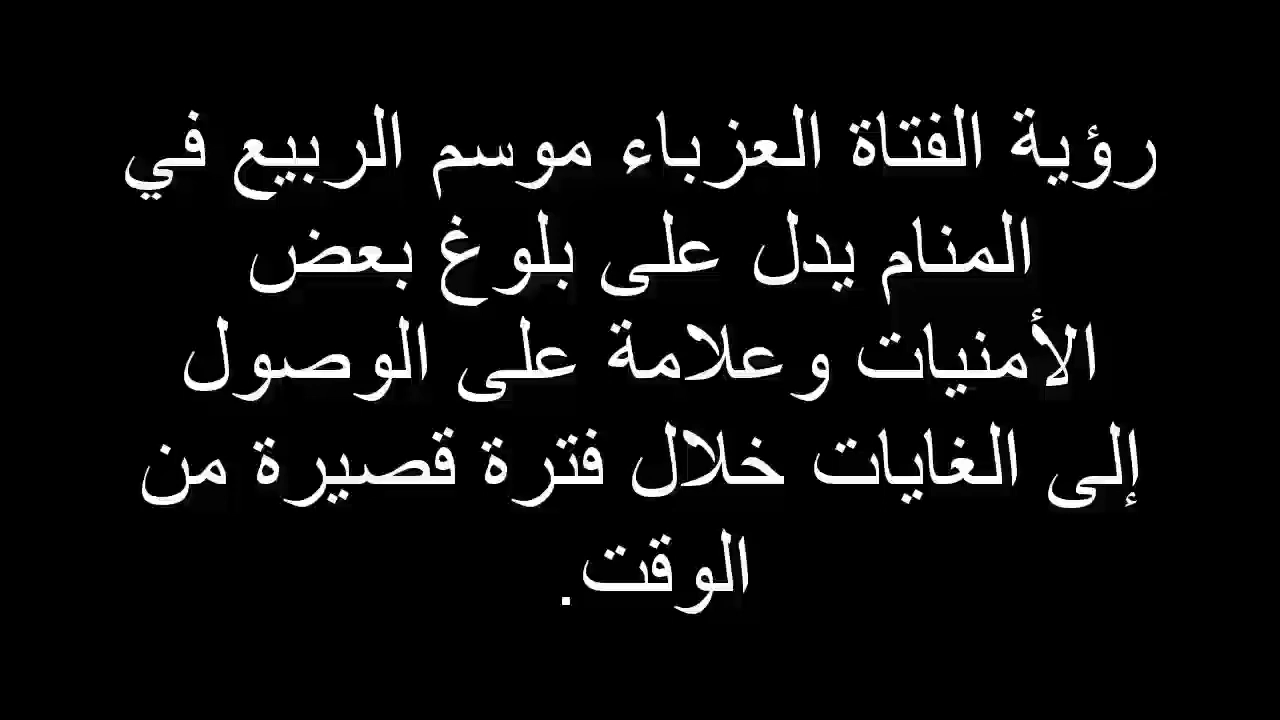 رؤية الفتاة العزباء موسم الربيع في
المنام يدل على بلوغ بعض
الأمنيات وعلامة على الوصول
إلى الغايات خلال فترة قصيرة من
الوقت.